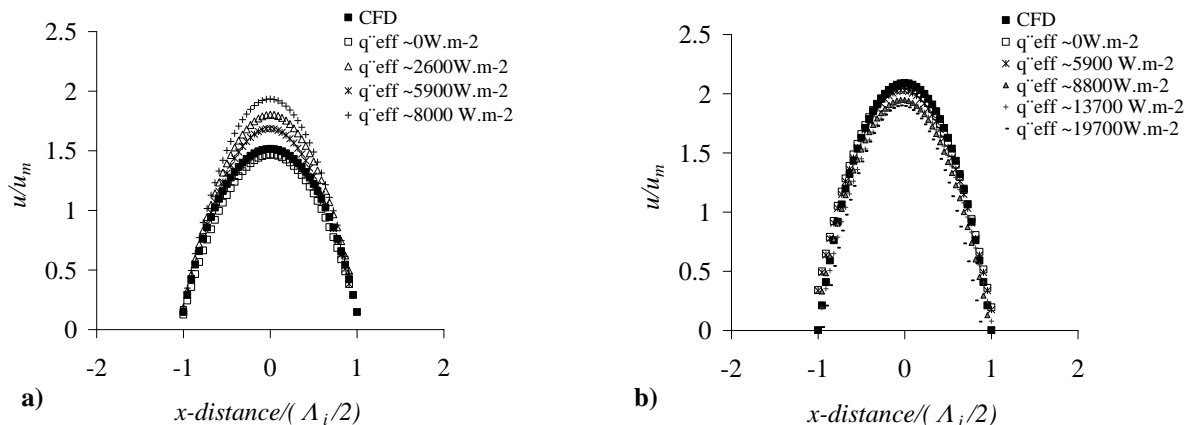 2.5
2
1.5
1
0.5
0
-2
-1
0
1
2
u/u_m
x-distance/( Λ_i/2)
CFD
q¨eff ~0W.m-2
q¨eff ~2600W.m-2
q¨eff ~5900W.m-2
q¨eff ~8000 W.m-2
a)
2.5
2
1.5
1
0.5
0
-2
-1
0
1
2
u/u_m
x-distance/( Λ_i/2)
CFD
q¨eff ~0W.m-2
q¨eff ~5900 W.m-2
q¨eff ~8800W.m-2
q¨eff ~13700 W.m-2
q¨eff ~19700W.m-2
b)